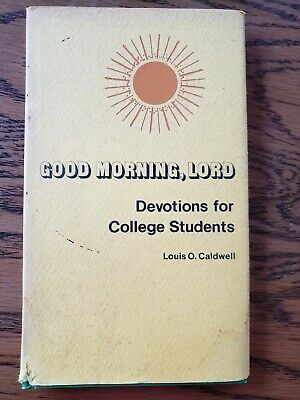 GOOD MORNING, LORD
Devotions for
College Students
Louis O. Caldwell